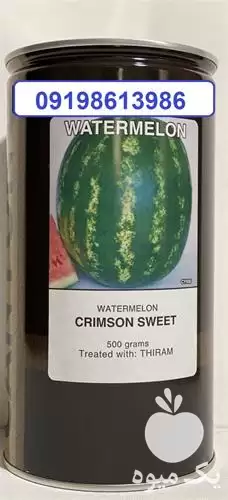 09198613986
WATERMELON
WATERMELON
CRIMSON SWEET
500 grams
Treated with: THIRAM
یک میوه